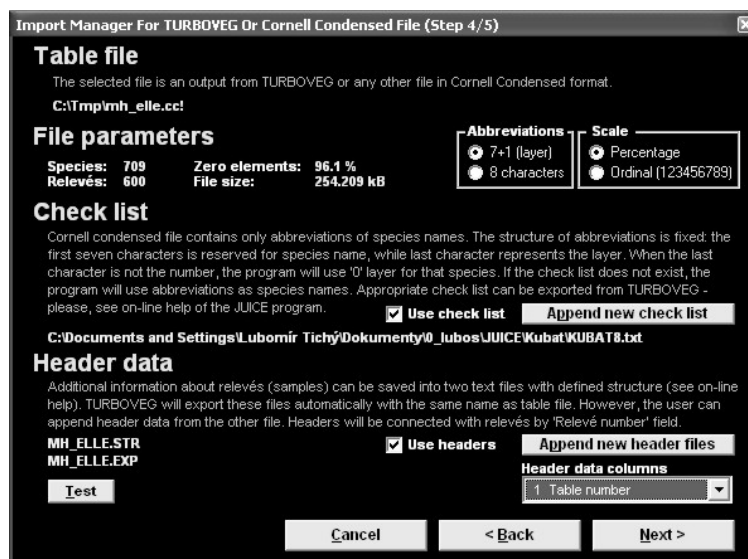 Import Manager For TURBOVEG Or Cornell Condensed File (Step 4/5)
Table file
The selected file is an output from TURBOVEG or any other file in Cornell Condensed format.
C:\Tmp\mh_elle.cc!
File parameters
Species: 709 Zero elements: 96.1 %
Relevés: 600 File size: 254.209 kB
Abbreviations
7+1 (layer)
8 characters
Scale
Percentage
Ordinal (123456789)
Check list
Cornell condensed file contains only abbreviations of species names. The structure of abbreviations is fixed: the
first seven characters is reserved for species name, while last character represents the layer. When the last
character is not the number, the program will use '0' layer for that species. If the check list does not exist, the
program will use abbreviations as species names. Appropriate check list can be exported from TURBOVEG -
please, see on-line help of the JUICE program.
Use check list
Append new check list
C:\Documents and Settings\Lubomír Tichý\Dokumenty\0_lubos\JUICE\Kubat\KUBAT8.txt
Header data
Additional information about relevés (samples) can be saved into two text files with defined structure (see on-line
help). TURBOVEG will export these files automatically with the same name as table file. However, the user can
append header data from the other file. Headers will be connected with relevés by 'Relevé number' field.
MH_ELLE.STR
MH_ELLE.EXP
Use headers
Append new header files
Header data columns
1 Table number
Test
Cancel
< Back
Next >